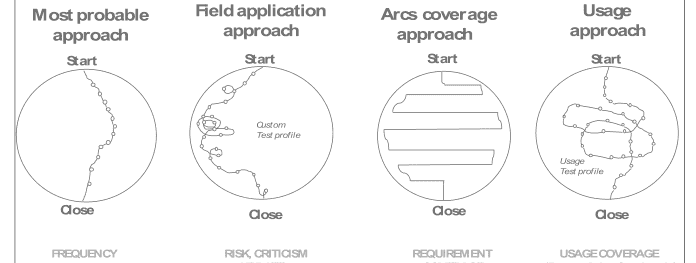 Most probable
approach
Start
Close
FREQUENCY
Field application
approach
Start
Custom
Test profile
Close
RISK, CRITICISM
Arcs coverage
approach
Start
Close
REQUIREMENT
Usage
approach
Start
Usage
Test profile
Close
USAGE COVERAGE